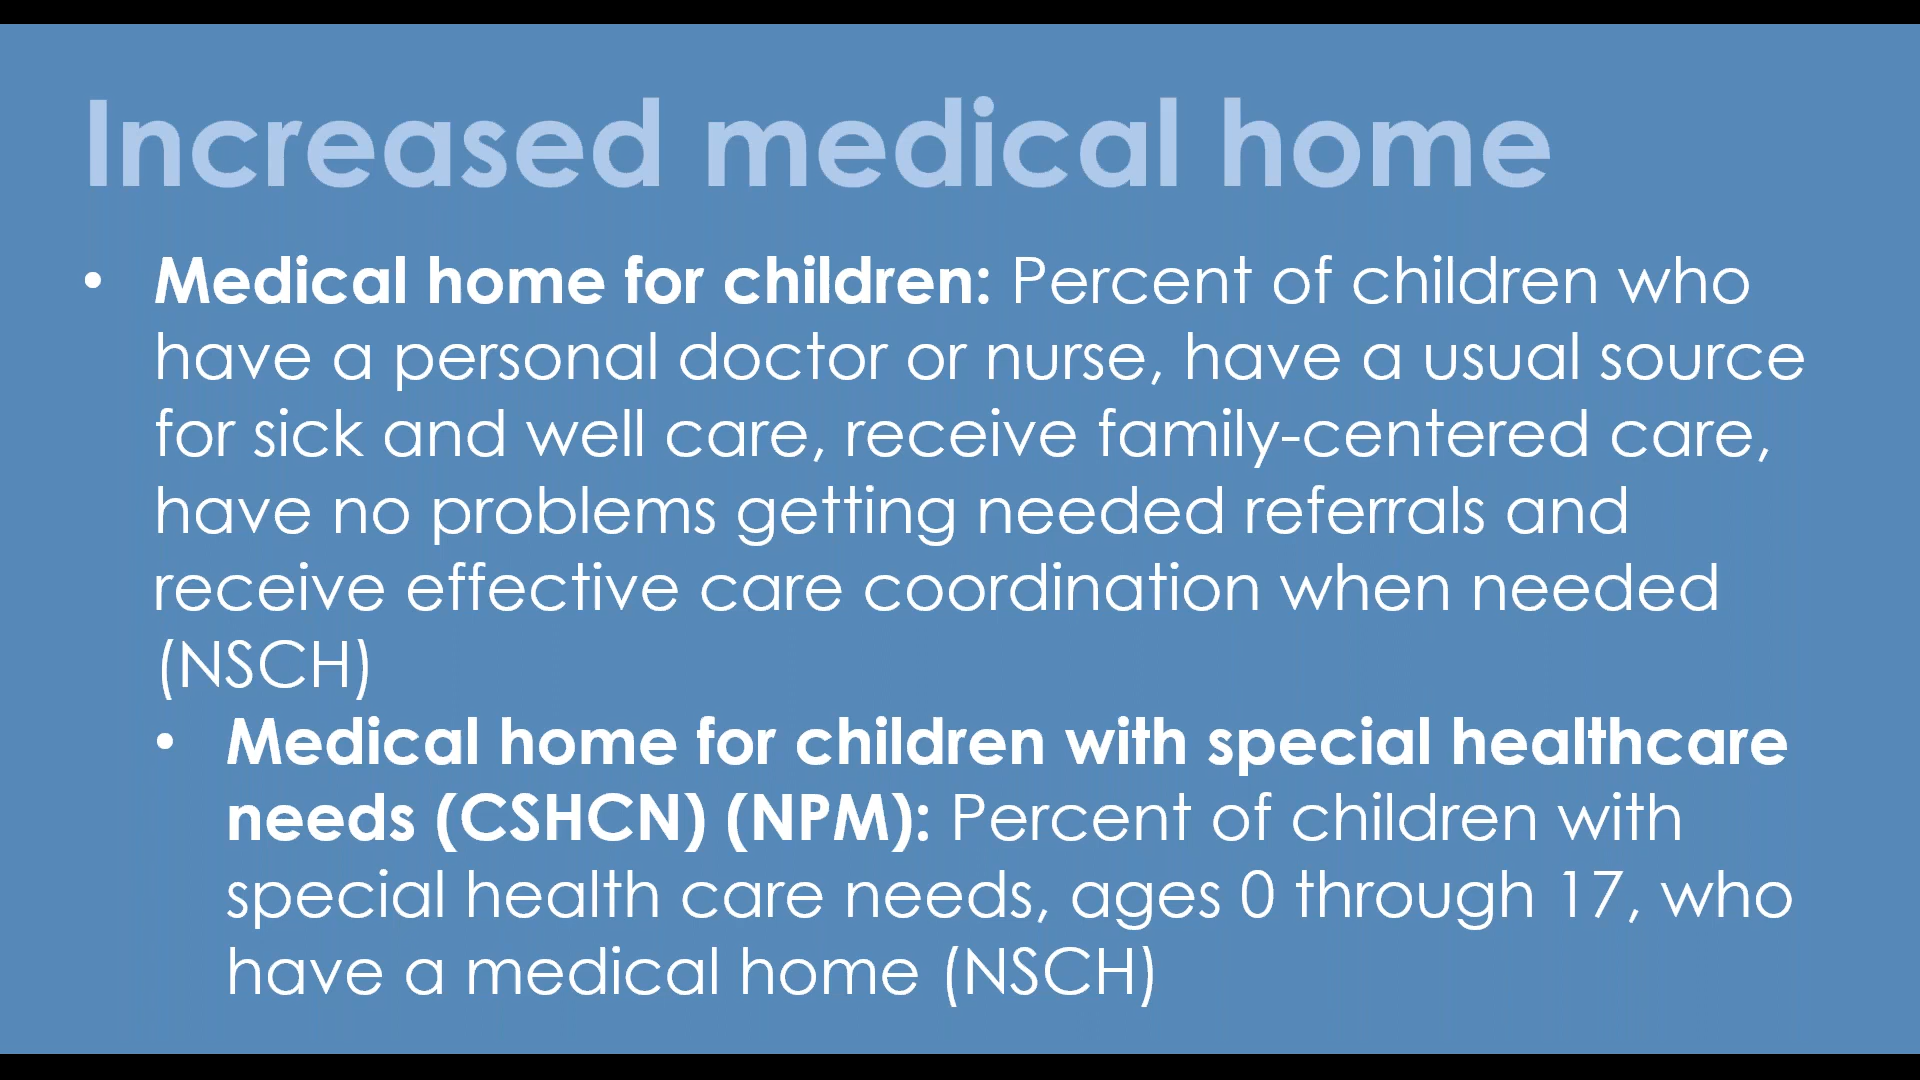 Increased medical home
• Medical home for children: Percent of children who
have a personal doctor or nurse, have a usual source
for sick and well care, receive family-centered care,
have no problems getting needed referrals and
receive effective care coordination when needed
(NSCH)
• Medical home for children with special healthcare
needs (CSHCN) (NPM): Percent of children with
special health care needs, ages 0 through 17, who
have a medical home (NSCH)